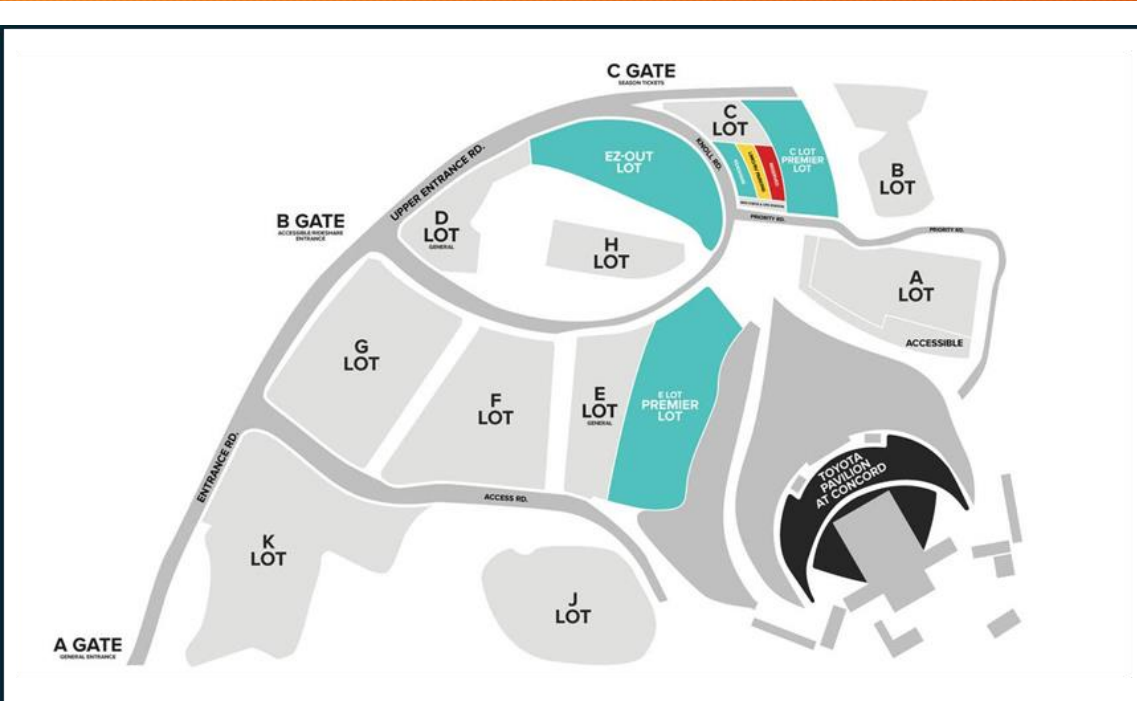 C GATE
SEASON TICKETS
C
LOT
C LOT
PREMIER
LOT
B
LOT
KNOLL RD.
EZ-OUT
LOT
UPPER ENTRANCE RD.
B GATE
ACCESSIBLE/RIDESHARE
ENTRANCE
D
LOT
GENERAL
H
LOT
PRIORITY RD.
PRIORITY RD.
A
LOT
ACCESSIBLE
G
LOT
F
LOT
E
LOT
GENERAL
E LOT
PREMIER
LOT
TOYOTA
PAVILION
AT CONCORD
ENTRANCE RD.
ACCESS RD.
K
LOT
J
LOT
A GATE
GENERAL ENTRANCE